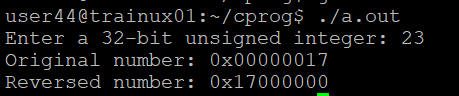 user44@trainux01:~/cprog$ ./a.out
Enter a 32-bit unsigned integer: 23
Original number: 0x00000017
Reversed number: 0x17000000